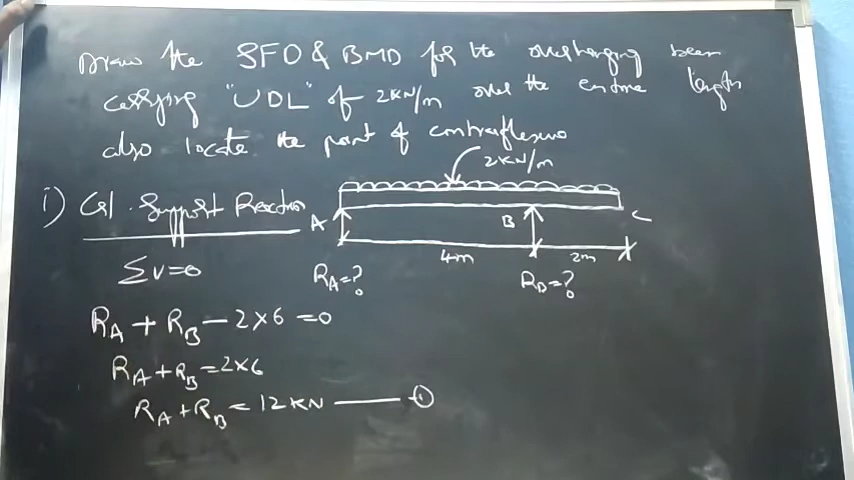 Draw the SFD & BMD for the overhanging beam
carrying "UDL" of 2KN/m over the entire length
also locate the point of contraflexure
2KN/m
i) Cal. Support Reaction
A
B
C
4m
2m
ΣV=0
RA=?
RB=?
RA + RB − 2×6 =0
RA + RB = 2×6
RA + RB = 12 KN —— ①